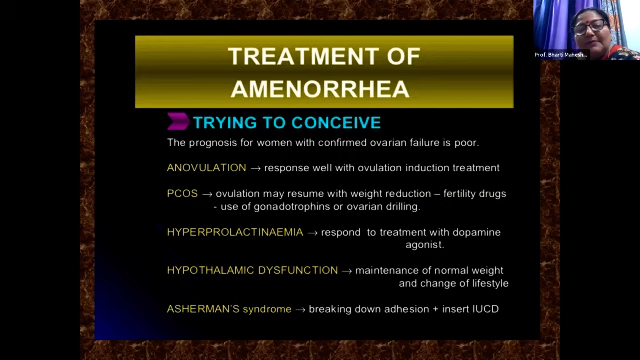 TREATMENT OF
AMENORRHEA
Prof. Bharti Mahesh...
TRYING TO CONCEIVE
The prognosis for women with confirmed ovarian failure is poor.
ANOVULATION → response well with ovulation induction treatment
PCOS → ovulation may resume with weight reduction – fertility drugs
- use of gonadotrophins or ovarian drilling.
HYPERPROLACTINAEMIA → respond to treatment with dopamine
agonist.
HYPOTHALAMIC DYSFUNCTION → maintenance of normal weight
and change of lifestyle
ASHERMAN'S syndrome → breaking down adhesion + insert IUCD